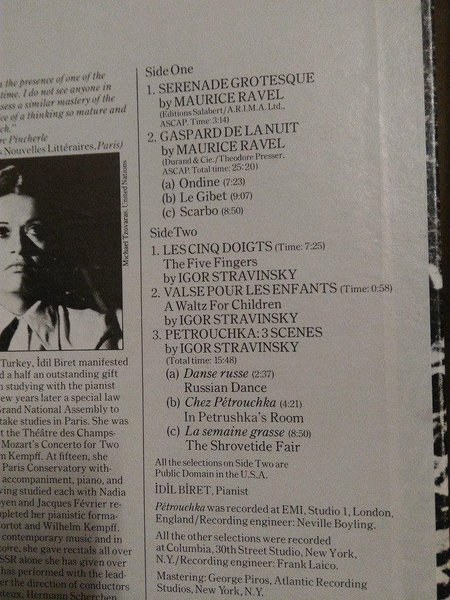 n the presence of one of the
time. I do not see anyone in
sess a similar mastery of the
ce of a thinking so mature and
ck."
re Pincherle
s Nouvelles Littéraires, Paris)
Michael Tzovaras, United Nations
Turkey, İdil Biret manifested
d a half an outstanding gift
n studying with the pianist
ew years later a special law
Grand National Assembly to
take studies in Paris. She was
t the Théâtre des Champs-
Mozart's Concerto for Two
m Kempff. At fifteen, she
Paris Conservatory with-
accompaniment, piano, and
ving studied each with Nadia
oyen and Jacques Février re-
mpleted her pianistic forma-
ortot and Wilhelm Kempff.
contemporary music and in
core, she gave recitals all over
SSR alone she has given over
has performed with the lead-
er the direction of conductors
nteux, Hermann Scherchen
Side One
1. SERENADE GROTESQUE
by MAURICE RAVEL
(Editions Salabert/A.R.I.M.A. Ltd.,
ASCAP. Time: 3:14)
2. GASPARD DE LA NUIT
by MAURICE RAVEL
(Durand & Cie./Theodore Presser,
ASCAP. Total time: 25:20)
(a) Ondine (7:23)
(b) Le Gibet (9:07)
(c) Scarbo (8:50)
Side Two
1. LES CINQ DOIGTS (Time: 7:25)
The Five Fingers
by IGOR STRAVINSKY
2. VALSE POUR LES ENFANTS (Time: 0:58)
A Waltz For Children
by IGOR STRAVINSKY
3. PETROUCHKA: 3 SCENES
by IGOR STRAVINSKY
(Total time: 15:48)
(a) Danse russe (2:37)
Russian Dance
(b) Chez Pétrouchka (4:21)
In Petrushka's Room
(c) La semaine grasse (8:50)
The Shrovetide Fair
All the selections on Side Two are
Public Domain in the U.S.A.
İDİL BİRET, Pianist
Pétrouchka was recorded at EMI, Studio 1, London,
England/Recording engineer: Neville Boyling.
All the other selections were recorded
at Columbia, 30th Street Studio, New York,
N.Y./Recording engineer: Frank Laico.
Mastering: George Piros, Atlantic Recording
Studios, New York, N.Y.